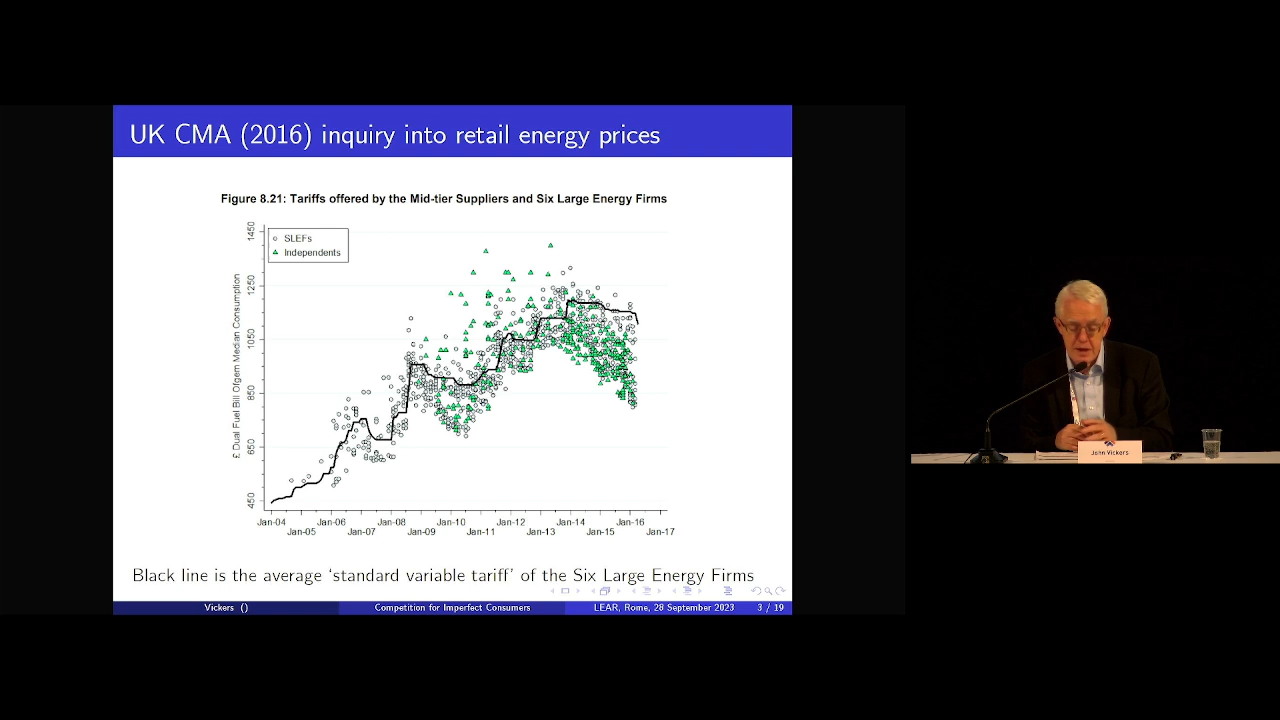 UK CMA (2016) inquiry into retail energy prices
Figure 8.21: Tariffs offered by the Mid-tier Suppliers and Six Large Energy Firms
SLEFs
Independents
£ Dual Fuel Bill Ofgem Median Consumption
1450
1250
1050
850
650
450
Jan-04 Jan-06 Jan-08 Jan-10 Jan-12 Jan-14 Jan-16
Jan-05 Jan-07 Jan-09 Jan-11 Jan-13 Jan-15 Jan-17
Black line is the average ‘standard variable tariff’ of the Six Large Energy Firms
Vickers () Competition for Imperfect Consumers LEAR, Rome, 28 September 2023 3 / 19
John Vickers